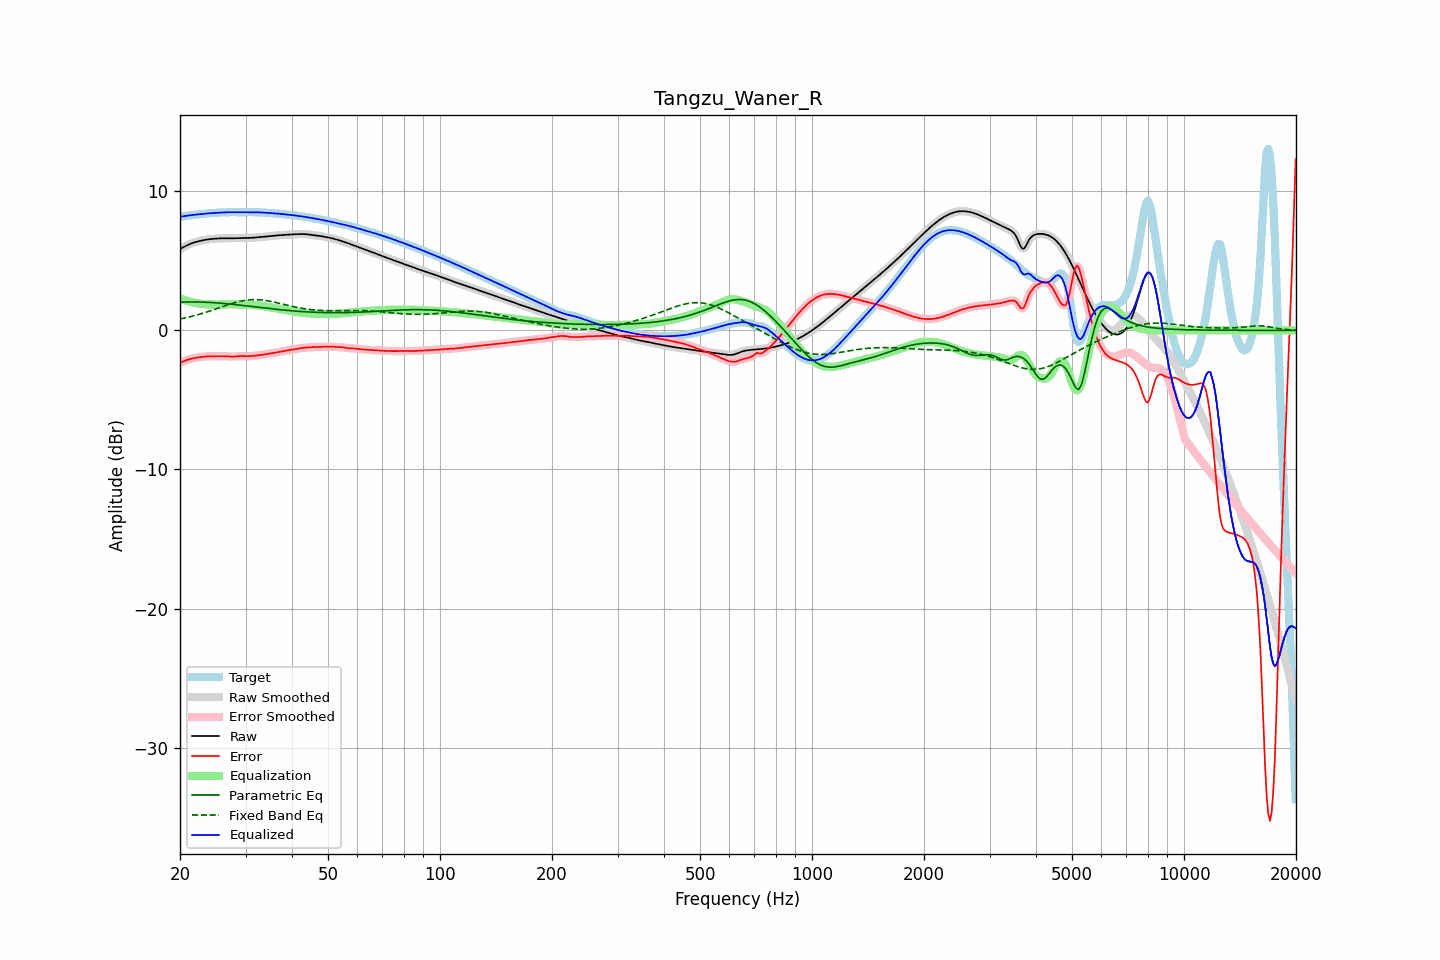 Tangzu_Waner_R
Amplitude (dBr)
10
0
−10
−20
−30
Target
Raw Smoothed
Error Smoothed
Raw
Error
Equalization
Parametric Eq
Fixed Band Eq
Equalized
20 50 100 200 500 1000 2000 5000 10000 20000
Frequency (Hz)